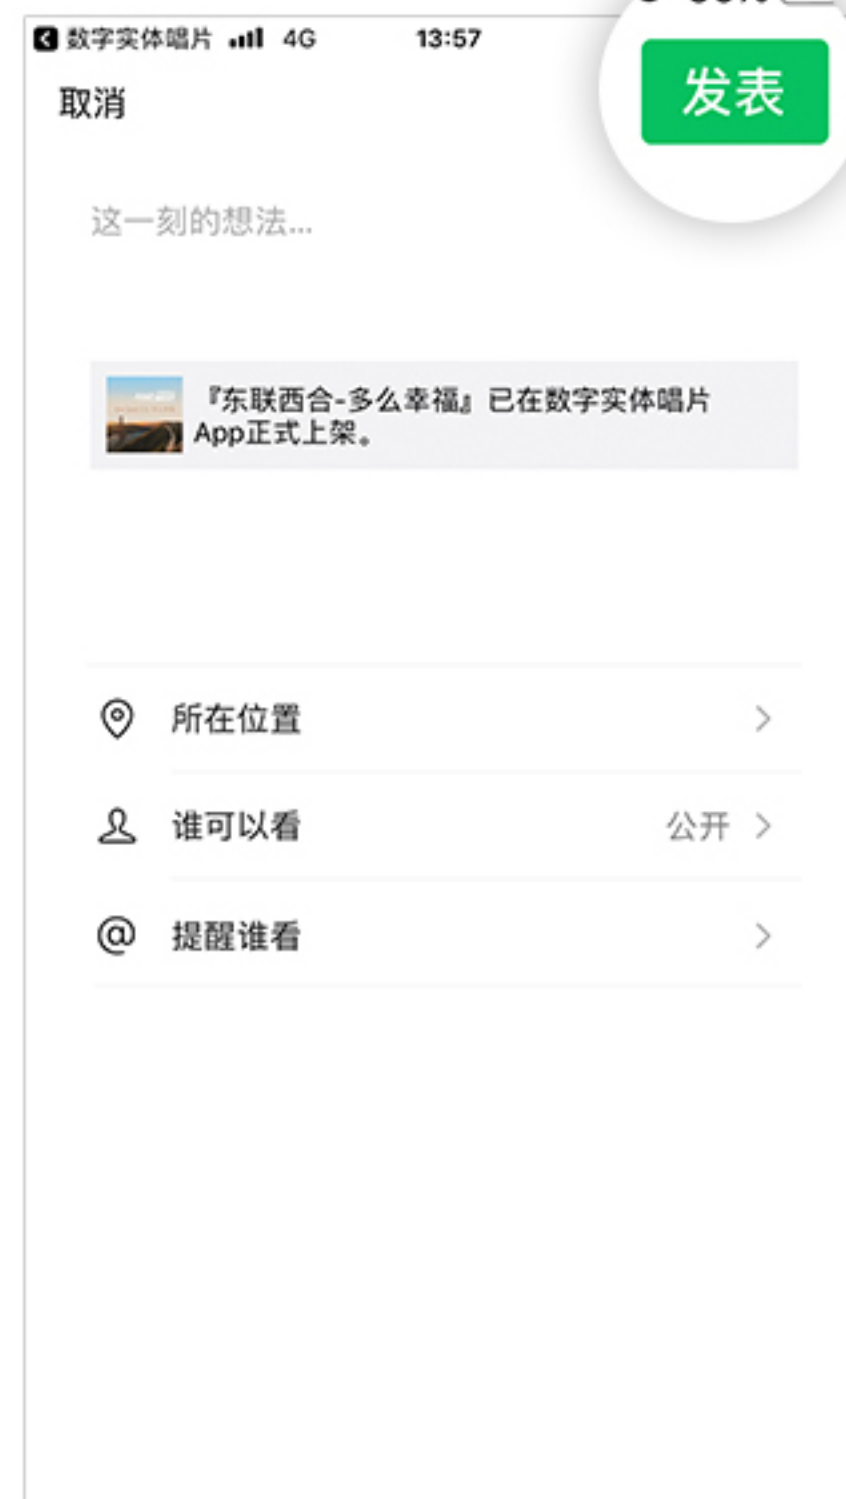 数字实体唱片 4G 13:57
取消
发表
这一刻的想法...
『东联西合-多么幸福』已在数字实体唱片
App正式上架。
所在位置
谁可以看 公开
@ 提醒谁看